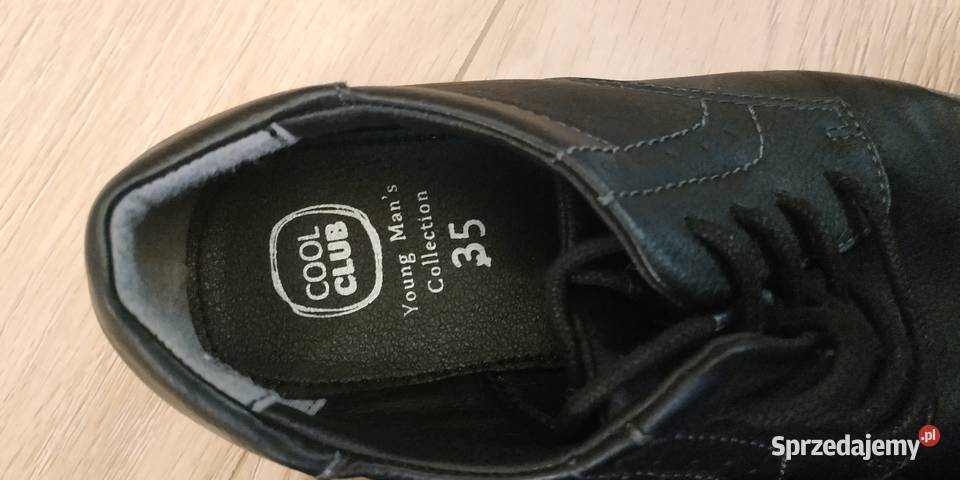 COOL
CLUB
Young Man's
Collection
35
Sprzedajemy.pl